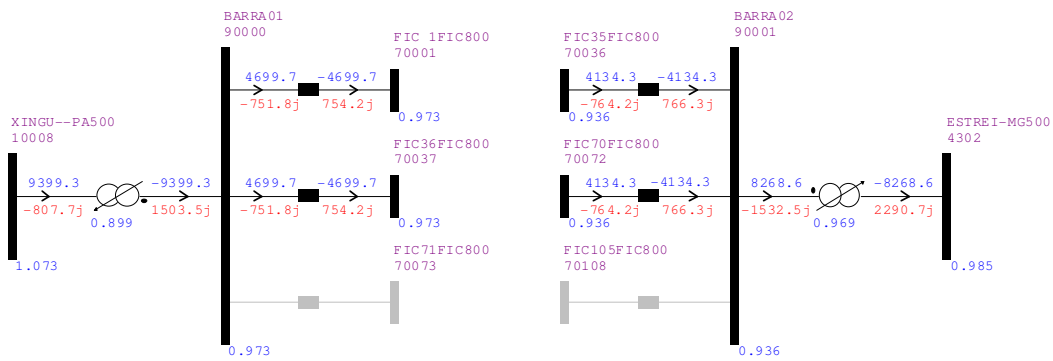 BARRA01
90000
BARRA02
90001
FIC 1FIC800
70001
FIC35FIC800
70036
4699.7 -4699.7
-751.8j 754.2j
0.973
4134.3 -4134.3
-764.2j 766.3j
0.936
XINGU--PA500
10008
ESTREI-MG500
4302
FIC36FIC800
70037
FIC70FIC800
70072
9399.3 -9399.3
-807.7j 1503.5j
0.899
1.073
4699.7 -4699.7
-751.8j 754.2j
0.973
4134.3 -4134.3
-764.2j 766.3j
0.936
8268.6 -8268.6
-1532.5j 2290.7j
0.969
0.985
FIC71FIC800
70073
FIC105FIC800
70108
0.973
0.936